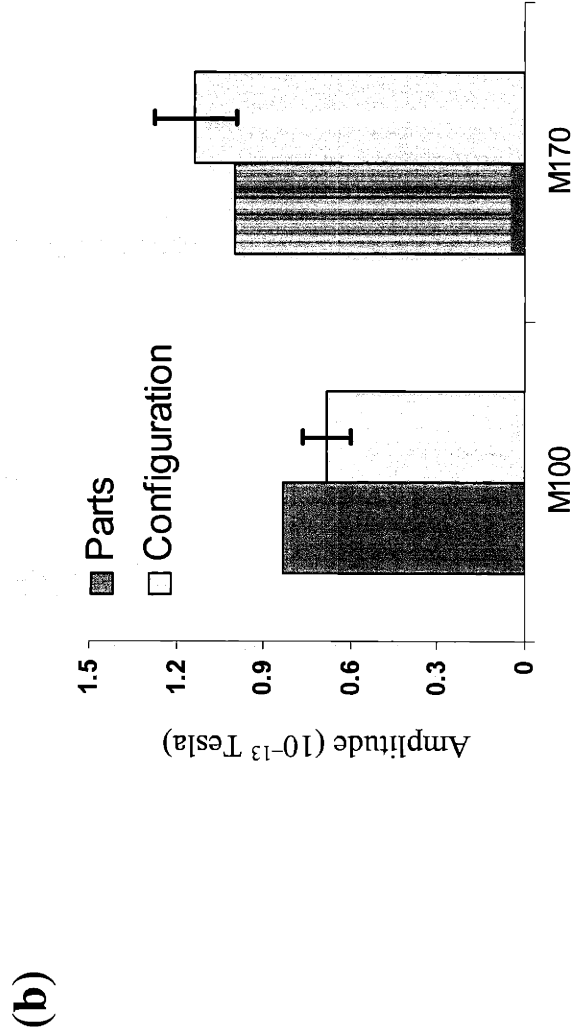 (b)
Parts
Configuration
1.5
1.2
0.9
0.6
0.3
0
Amplitude (10⁻¹³ Tesla)
M100
M170